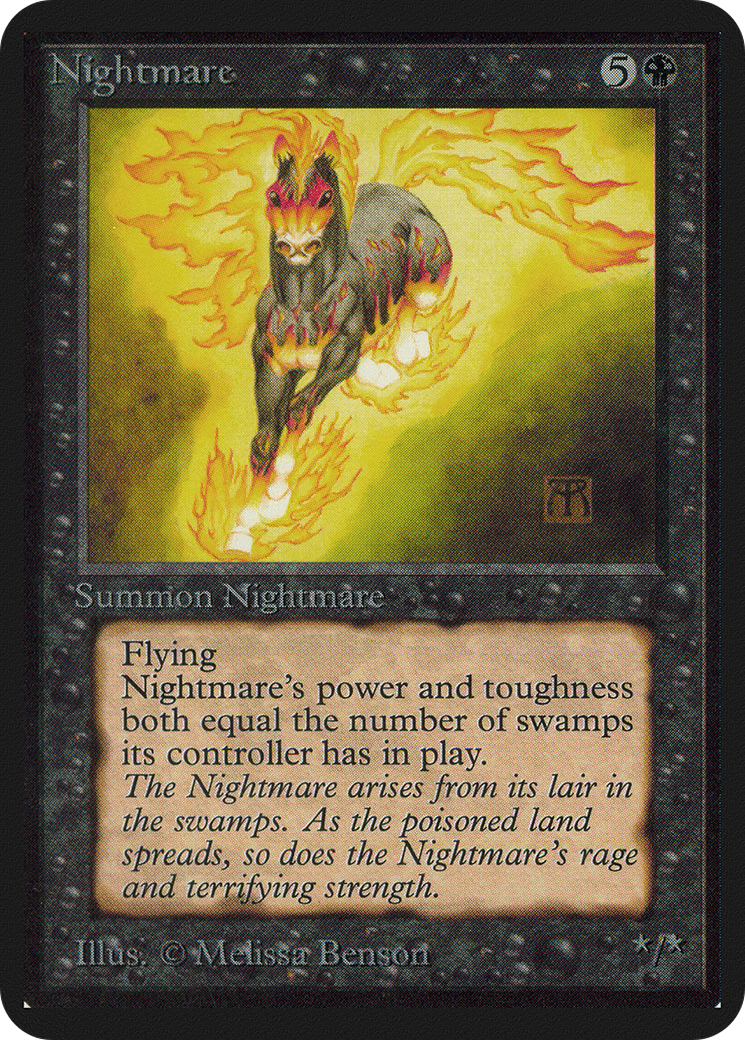 Nightmare 5
Flying
Nightmare's power and toughness
both equal the number of swamps
its controller has in play.
The Nightmare arises from its lair in
the swamps. As the poisoned land
spreads, so does the Nightmare's rage
and terrifying strength.
Summon Nightmare
Illus. © Melissa Benson
*/*